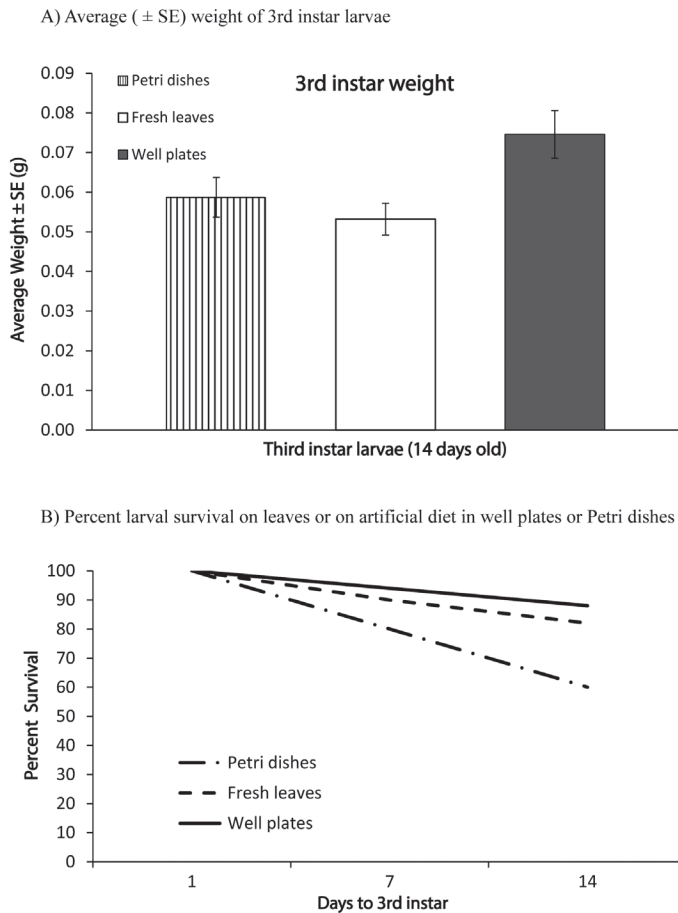 A) Average ( ± SE) weight of 3rd instar larvae
3rd instar weight
Petri dishes
Fresh leaves
Well plates
Average Weight ± SE (g)
0.09
0.08
0.07
0.06
0.05
0.04
0.03
0.02
0.01
0.00
Third instar larvae (14 days old)
B) Percent larval survival on leaves or on artificial diet in well plates or Petri dishes
Percent Survival
100
90
80
70
60
50
40
30
20
10
0
Petri dishes
Fresh leaves
Well plates
1 7 14
Days to 3rd instar